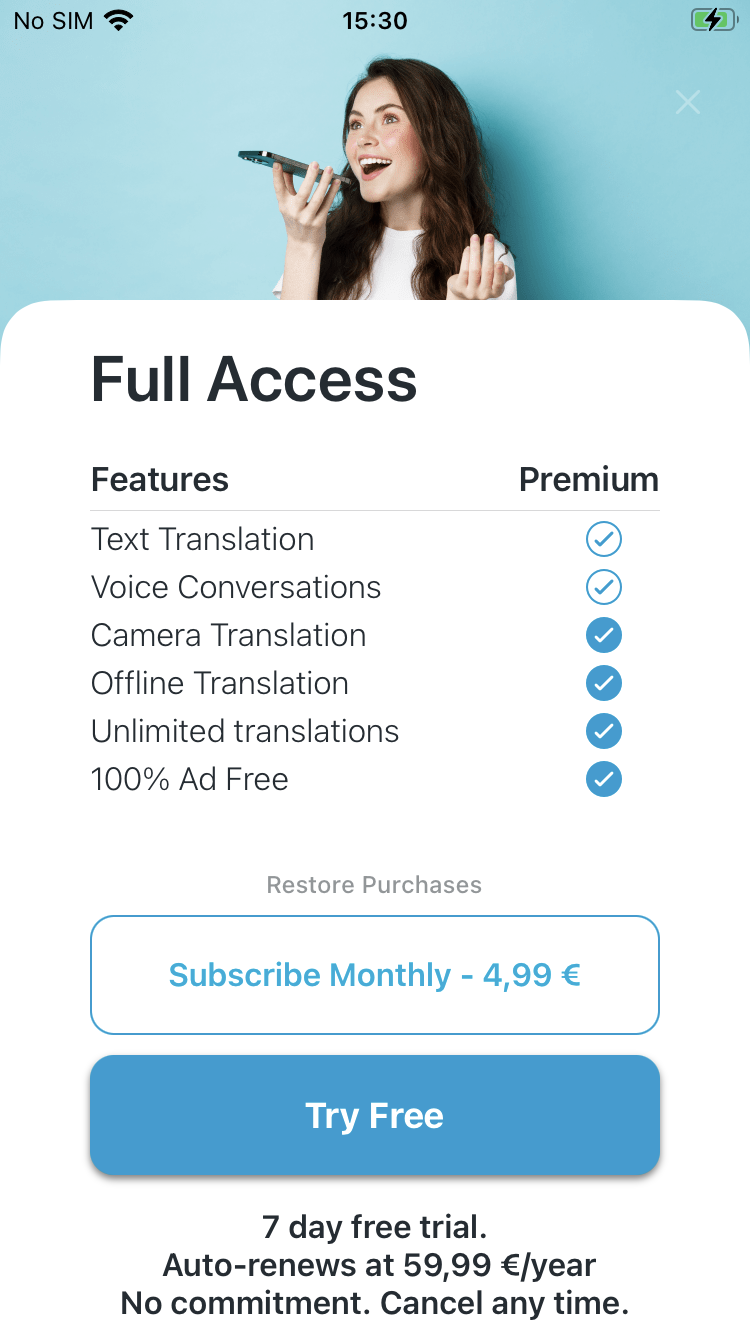 No SIM 15:30
Full Access
Features Premium
Text Translation
Voice Conversations
Camera Translation
Offline Translation
Unlimited translations
100% Ad Free
Restore Purchases
Subscribe Monthly - 4,99 €
Try Free
7 day free trial.
Auto-renews at 59,99 €/year
No commitment. Cancel any time.